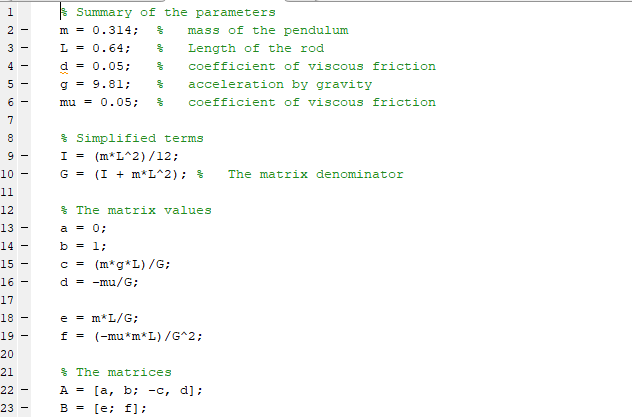 1 % Summary of the parameters
2 - m = 0.314; % mass of the pendulum
3 - L = 0.64; % Length of the rod
4 - d = 0.05; % coefficient of viscous friction
5 - g = 9.81; % acceleration by gravity
6 - mu = 0.05; % coefficient of viscous friction
7
8 % Simplified terms
9 - I = (m*L^2)/12;
10 - G = (I + m*L^2); % The matrix denominator
11
12 % The matrix values
13 - a = 0;
14 - b = 1;
15 - c = (m*g*L)/G;
16 - d = -mu/G;
17
18 - e = m*L/G;
19 - f = (-mu*m*L)/G^2;
20
21 % The matrices
22 - A = [a, b; -c, d];
23 - B = [e; f];